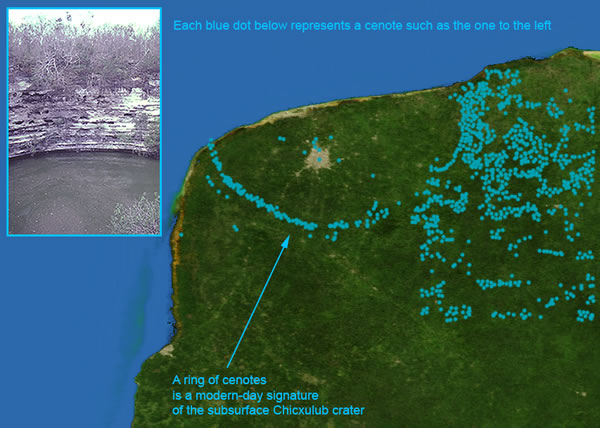 Each blue dot below represents a cenote such as the one to the left
A ring of cenotes
is a modern-day signature
of the subsurface Chicxulub crater